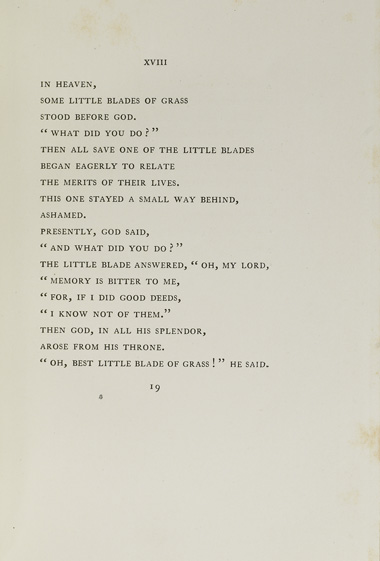 XVIII
IN HEAVEN,
SOME LITTLE BLADES OF GRASS
STOOD BEFORE GOD.
“ WHAT DID YOU DO ? ”
THEN ALL SAVE ONE OF THE LITTLE BLADES
BEGAN EAGERLY TO RELATE
THE MERITS OF THEIR LIVES.
THIS ONE STAYED A SMALL WAY BEHIND,
ASHAMED.
PRESENTLY, GOD SAID,
“ AND WHAT DID YOU DO ? ”
THE LITTLE BLADE ANSWERED, “ OH, MY LORD,
“ MEMORY IS BITTER TO ME,
“ FOR, IF I DID GOOD DEEDS,
“ I KNOW NOT OF THEM.”
THEN GOD, IN ALL HIS SPLENDOR,
AROSE FROM HIS THRONE.
“ OH, BEST LITTLE BLADE OF GRASS ! ” HE SAID.
19
8